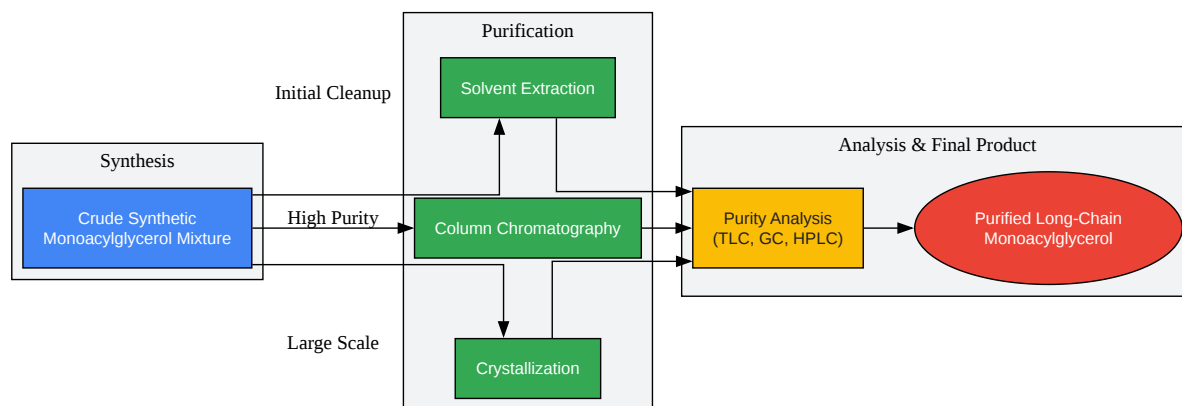 Synthesis
Crude Synthetic
Monoacylglycerol Mixture
Initial Cleanup
High Purity
Large Scale
Purification
Solvent Extraction
Column Chromatography
Crystallization
Analysis & Final Product
Purity Analysis
(TLC, GC, HPLC)
Purified Long-Chain
Monoacylglycerol